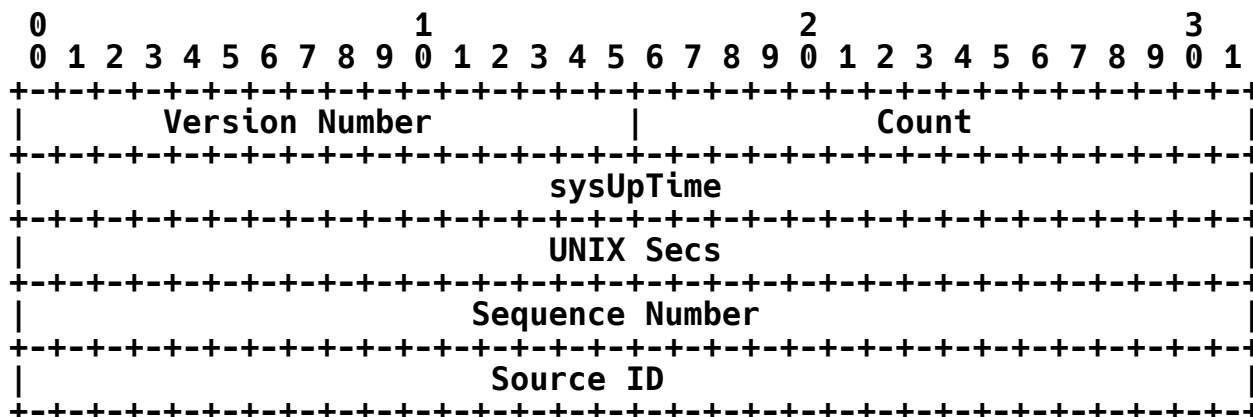 0                   1                   2                   3
 0 1 2 3 4 5 6 7 8 9 0 1 2 3 4 5 6 7 8 9 0 1 2 3 4 5 6 7 8 9 0 1
+-+-+-+-+-+-+-+-+-+-+-+-+-+-+-+-+-+-+-+-+-+-+-+-+-+-+-+-+-+-+-+-+
|       Version Number          |            Count              |
+-+-+-+-+-+-+-+-+-+-+-+-+-+-+-+-+-+-+-+-+-+-+-+-+-+-+-+-+-+-+-+-+
|                           sysUpTime                           |
+-+-+-+-+-+-+-+-+-+-+-+-+-+-+-+-+-+-+-+-+-+-+-+-+-+-+-+-+-+-+-+-+
|                           UNIX Secs                           |
+-+-+-+-+-+-+-+-+-+-+-+-+-+-+-+-+-+-+-+-+-+-+-+-+-+-+-+-+-+-+-+-+
|                       Sequence Number                         |
+-+-+-+-+-+-+-+-+-+-+-+-+-+-+-+-+-+-+-+-+-+-+-+-+-+-+-+-+-+-+-+-+
|                        Source ID                              |
+-+-+-+-+-+-+-+-+-+-+-+-+-+-+-+-+-+-+-+-+-+-+-+-+-+-+-+-+-+-+-+-+